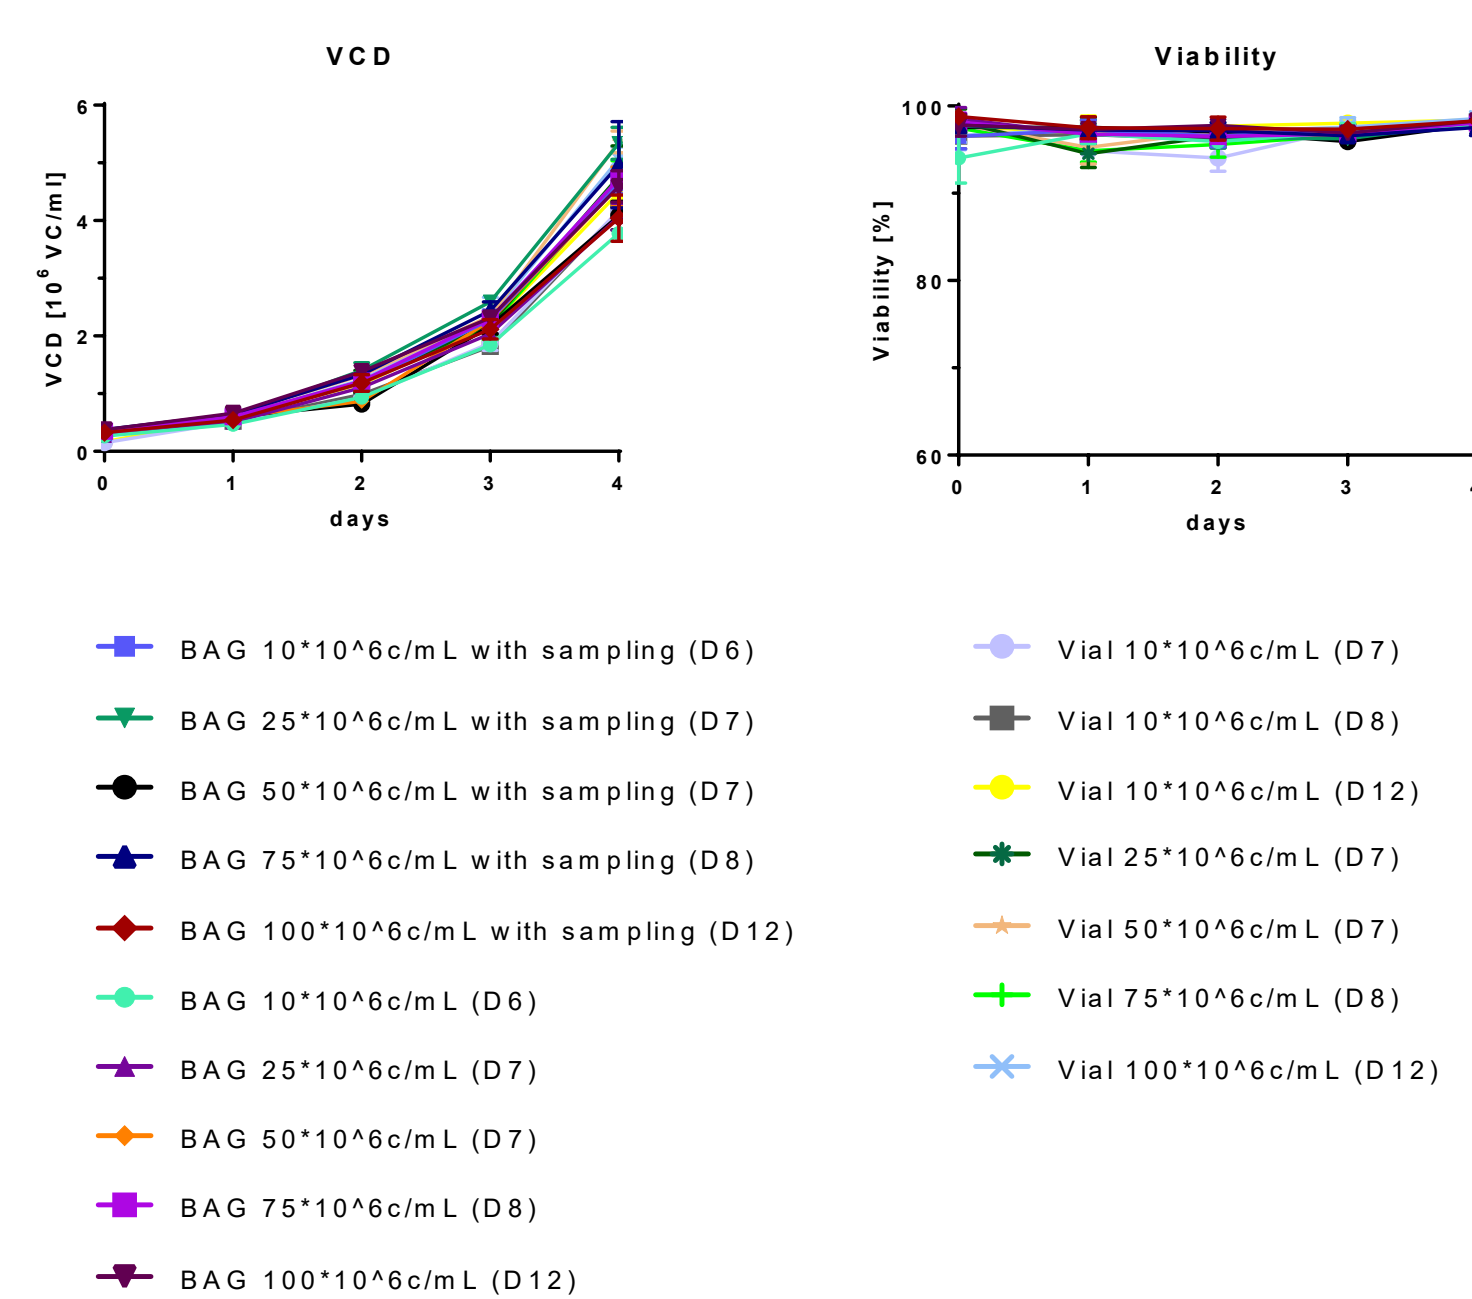 VCD
6
4
2
0
VCD [10^6 VC/ml]
0 1 2 3 4
days
Viability
100
80
60
Viability [%]
0 1 2 3
days
BAG 10*10^6c/mL with sampling (D6)
BAG 25*10^6c/mL with sampling (D7)
BAG 50*10^6c/mL with sampling (D7)
BAG 75*10^6c/mL with sampling (D8)
BAG 100*10^6c/mL with sampling (D12)
BAG 10*10^6c/mL (D6)
BAG 25*10^6c/mL (D7)
BAG 50*10^6c/mL (D7)
BAG 75*10^6c/mL (D8)
BAG 100*10^6c/mL (D12)
Vial 10*10^6c/mL (D7)
Vial 10*10^6c/mL (D8)
Vial 10*10^6c/mL (D12)
Vial 25*10^6c/mL (D7)
Vial 50*10^6c/mL (D7)
Vial 75*10^6c/mL (D8)
Vial 100*10^6c/mL (D12)